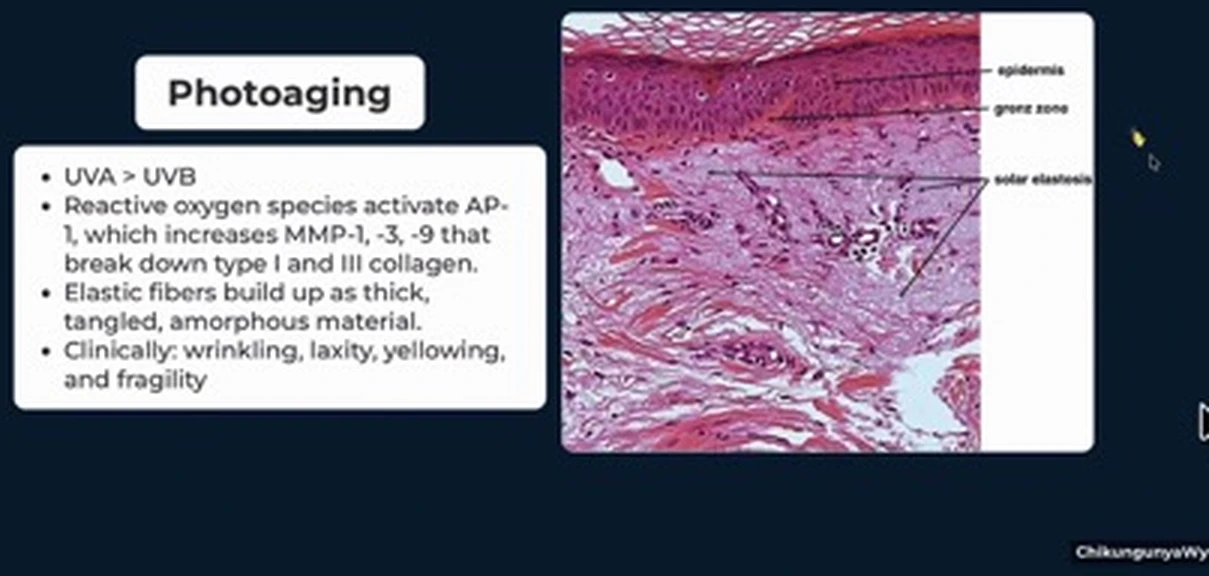 Photoaging
• UVA > UVB
• Reactive oxygen species activate AP-
1, which increases MMP-1, -3, -9 that
break down type I and III collagen.
• Elastic fibers build up as thick,
tangled, amorphous material.
• Clinically: wrinkling, laxity, yellowing,
and fragility
epidermis
grenz zone
solar elastosis
ChikungunyaWy